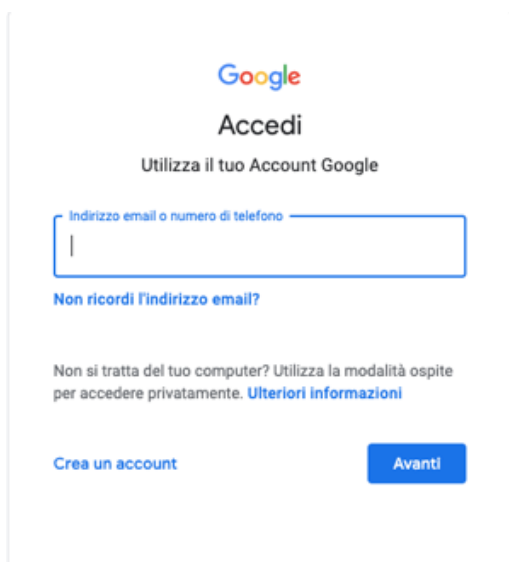 Google
Accedi
Utilizza il tuo Account Google
Indirizzo email o numero di telefono
Non ricordi l'indirizzo email?
Non si tratta del tuo computer? Utilizza la modalità ospite
per accedere privatamente. Ulteriori informazioni
Crea un account
Avanti